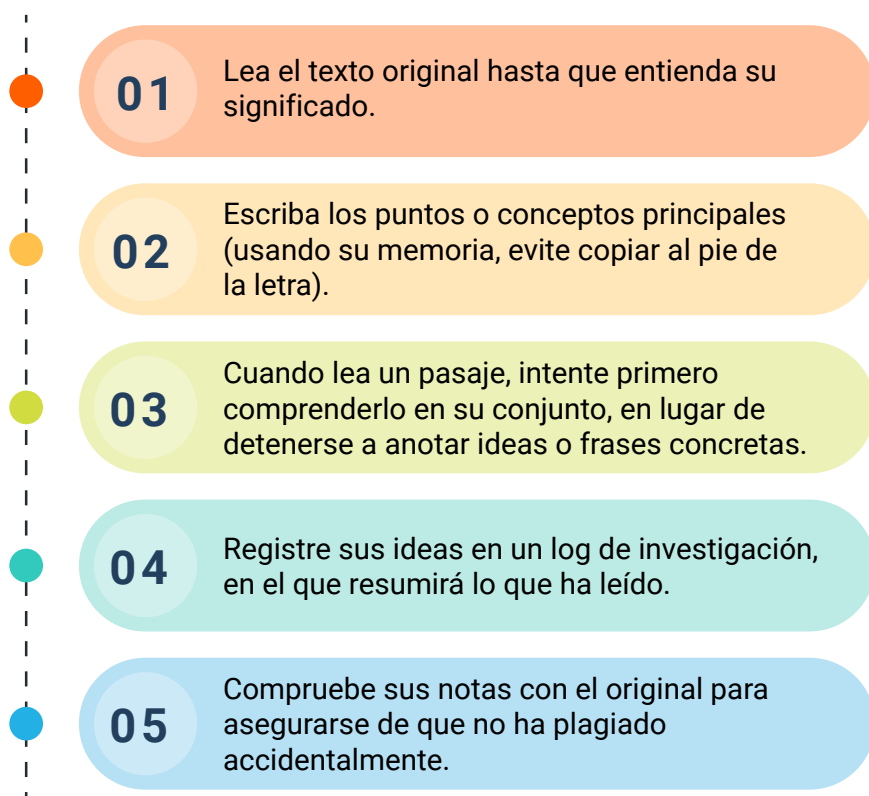 01
Lea el texto original hasta que entienda su
significado.
02
Escriba los puntos o conceptos principales
(usando su memoria, evite copiar al pie de
la letra).
03
Cuando lea un pasaje, intente primero
comprenderlo en su conjunto, en lugar de
detenerse a anotar ideas o frases concretas.
04
Registre sus ideas en un log de investigación,
en el que resumirá lo que ha leído.
05
Compruebe sus notas con el original para
asegurarse de que no ha plagiado
accidentalmente.